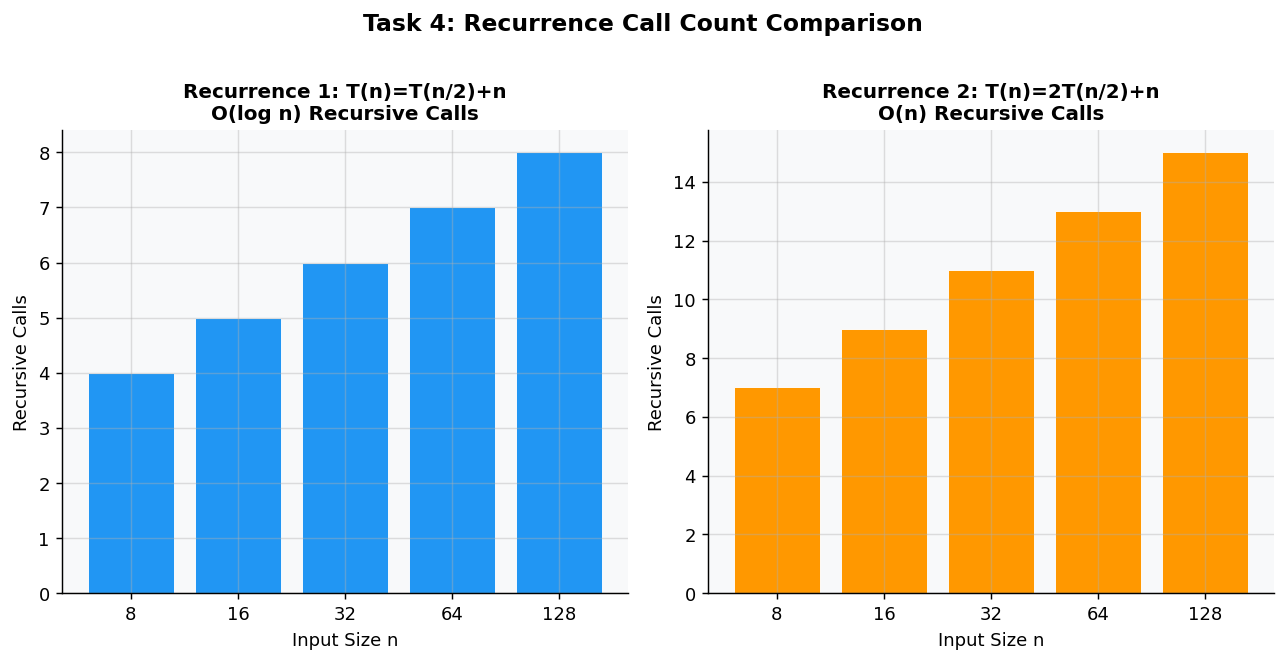 Task 4: Recurrence Call Count Comparison
Recurrence 1: T(n)=T(n/2)+n
O(log n) Recursive Calls
8
7
6
5
4
3
2
1
0
Recursive Calls
8 16 32 64 128
Input Size n
Recurrence 2: T(n)=2T(n/2)+n
O(n) Recursive Calls
14
12
10
8
6
4
2
0
Recursive Calls
8 16 32 64 128
Input Size n